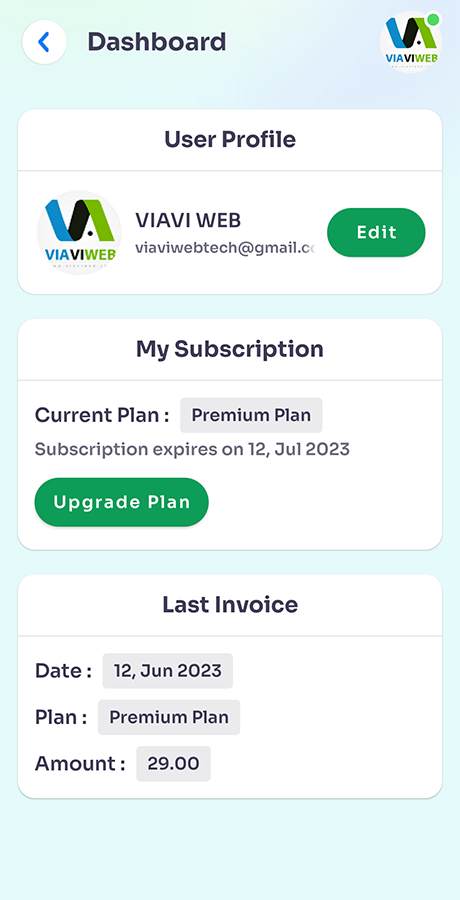 Dashboard
VIAVIWEB
User Profile
VIAVI WEB
viaviwebtech@gmail.c
Edit
VIAVIWEB
My Subscription
Current Plan : Premium Plan
Subscription expires on 12, Jul 2023
Upgrade Plan
Last Invoice
Date : 12, Jun 2023
Plan : Premium Plan
Amount : 29.00